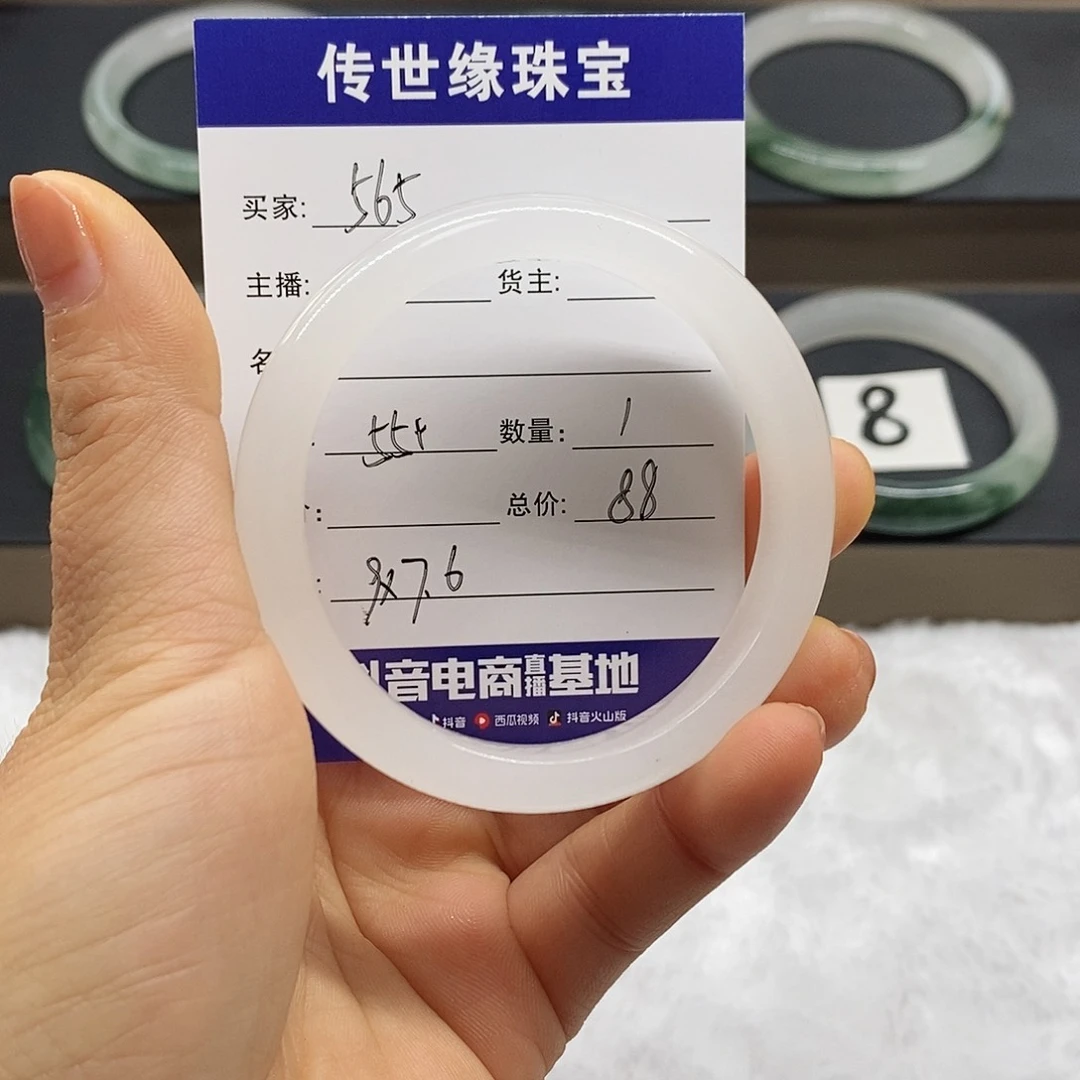 传世缘珠宝
买家: 565
主播: 货主:
55+ 数量: 1
总价: 88
8x7.6
音电商直播基地
抖音 西瓜视频 抖音火山版
8